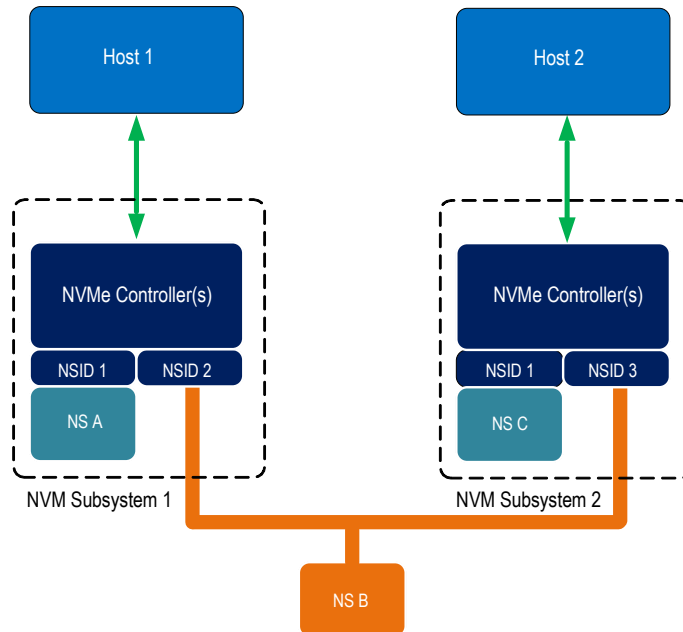 Host 1
Host 2
NVMe Controller(s)
NVMe Controller(s)
NSID 1
NSID 2
NSID 1
NSID 3
NS A
NS C
NVM Subsystem 1
NVM Subsystem 2
NS B